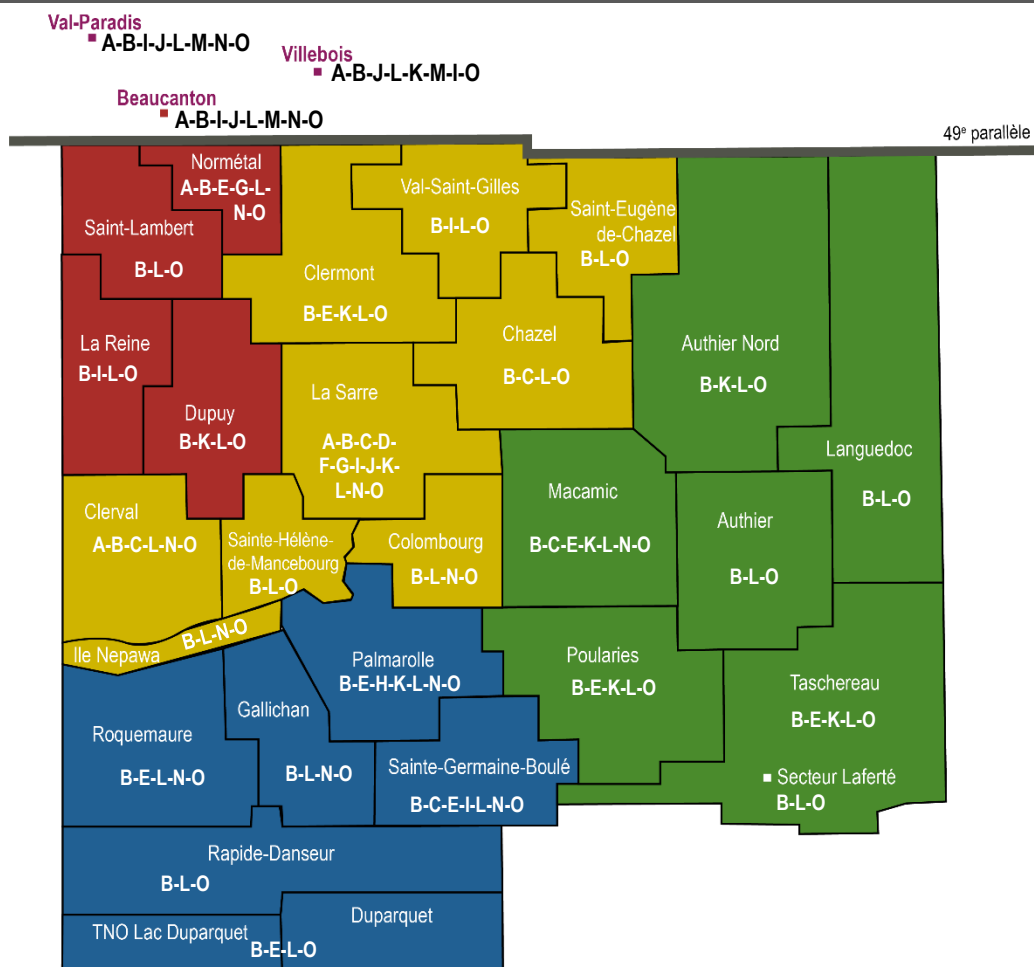 Val-Paradis
A-B-I-J-L-M-N-O
Villebois
A-B-J-L-K-M-I-O
Beaucanton
A-B-I-J-L-M-N-O
49e parallèle
Normétal
A-B-E-G-L-
N-O
Saint-Lambert
B-L-O
Val-Saint-Gilles
B-I-L-O
Saint-Eugène
de-Chazel
B-L-O
Clermont
B-E-K-L-O
La Reine
B-I-L-O
Chazel
B-C-L-O
Authier Nord
B-K-L-O
Dupuy
B-K-L-O
La Sarre
A-B-C-D-
F-G-I-J-K-
L-N-O
Languedoc
B-L-O
Macamic
B-C-E-K-L-N-O
Authier
B-L-O
Clerval
A-B-C-L-N-O
Sainte-Hélène-
de-Mancebourg
B-L-O
Colombourg
B-L-N-O
Ile Nepawa
B-L-N-O
Palmarolle
B-E-H-K-L-N-O
Poularies
B-E-K-L-O
Taschereau
B-E-K-L-O
Roquemaure
B-E-L-N-O
Gallichan
B-L-N-O
Sainte-Germaine-Boulé
B-C-E-I-L-N-O
Secteur Laferté
B-L-O
Rapide-Danseur
B-L-O
TNO Lac Duparquet
Duparquet
B-E-L-O